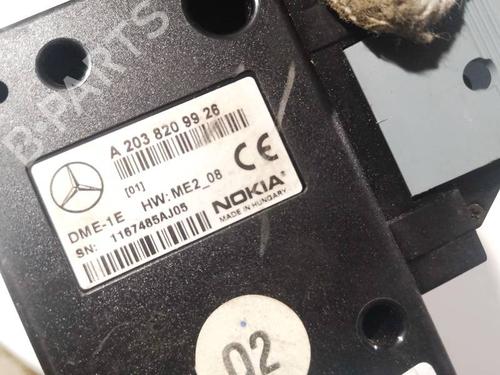 B-PARTS
A 203 820 99 26
[01]
DME-1E HW: ME2_08
SN: 1167485AJ05
CE
NOKIA
MADE IN HUNGARY
02